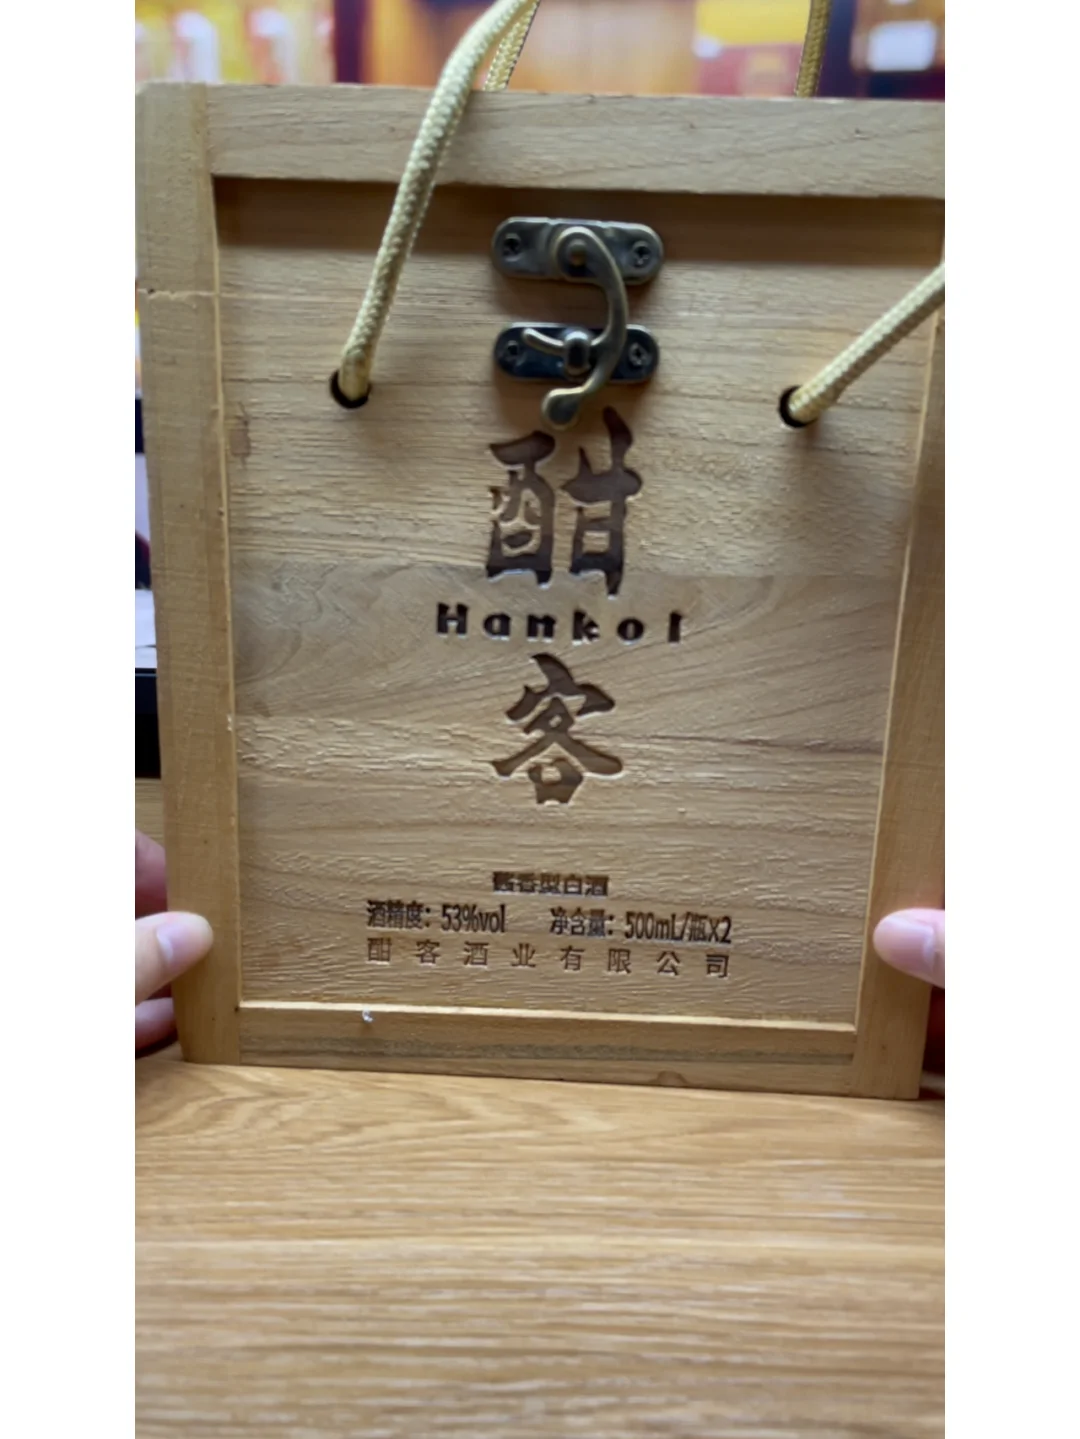 酣
Hankol
客
酱香型白酒
酒精度：53%vol 净含量：500mL/瓶X2
酣客酒业有限公司